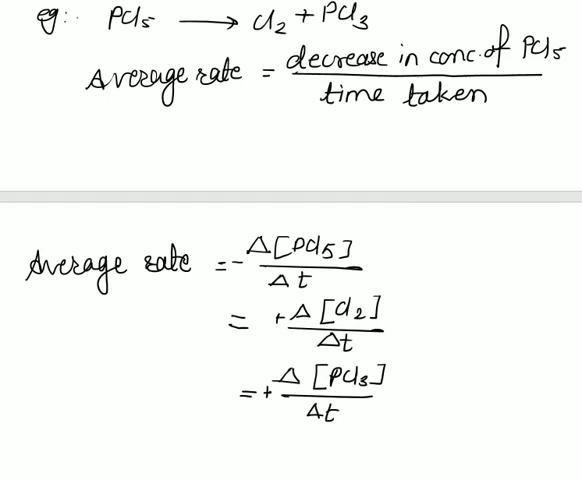 eg:- PCl₅ ⟶ Cl₂ + PCl₃
Average rate = decrease in conc. of PCl₅ / time taken
Average rate = - Δ[PCl₅] / Δt
= + Δ[Cl₂] / Δt
= + Δ[PCl₃] / Δt